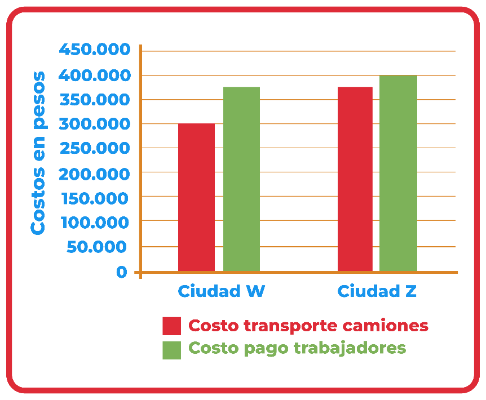 Costos en pesos
450.000
400.000
350.000
300.000
250.000
200.000
150.000
100.000
50.000
0
Ciudad W
Ciudad Z
Costo transporte camiones
Costo pago trabajadores